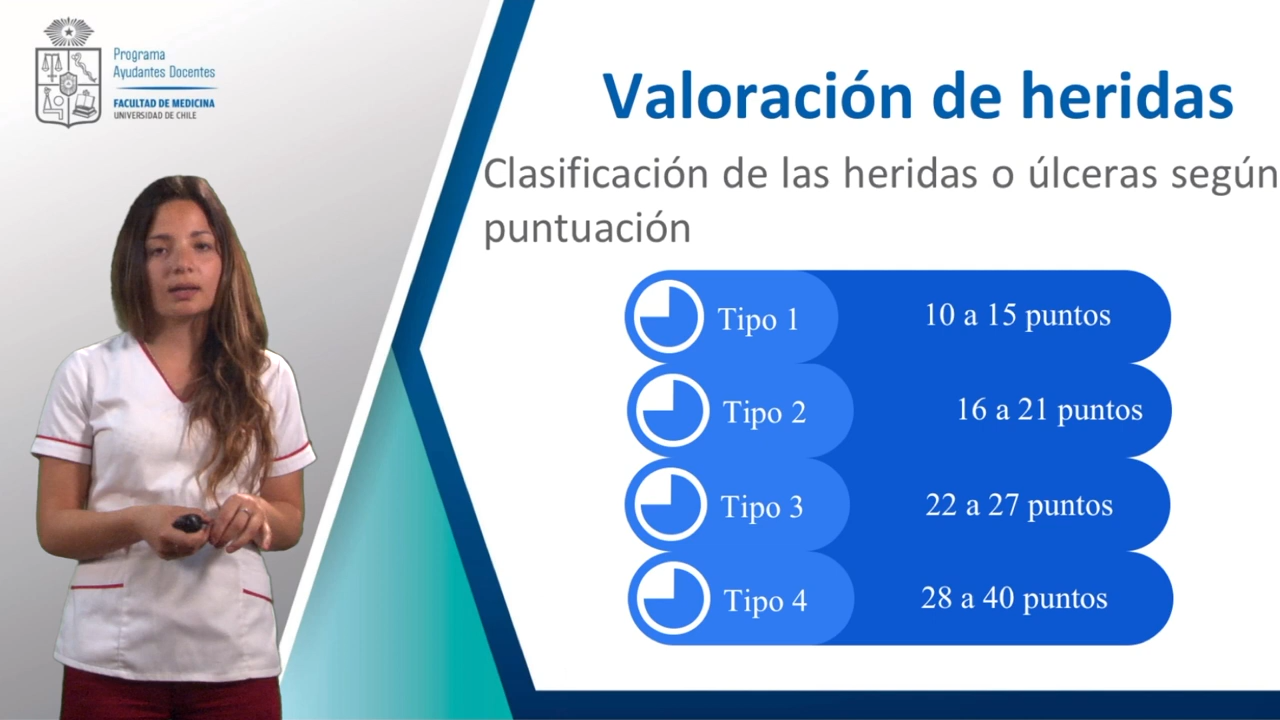 Programa
Ayudantes Docentes
FACULTAD DE MEDICINA
UNIVERSIDAD DE CHILE
Valoración de heridas
Clasificación de las heridas o úlceras según
puntuación
Tipo 1 10 a 15 puntos
Tipo 2 16 a 21 puntos
Tipo 3 22 a 27 puntos
Tipo 4 28 a 40 puntos